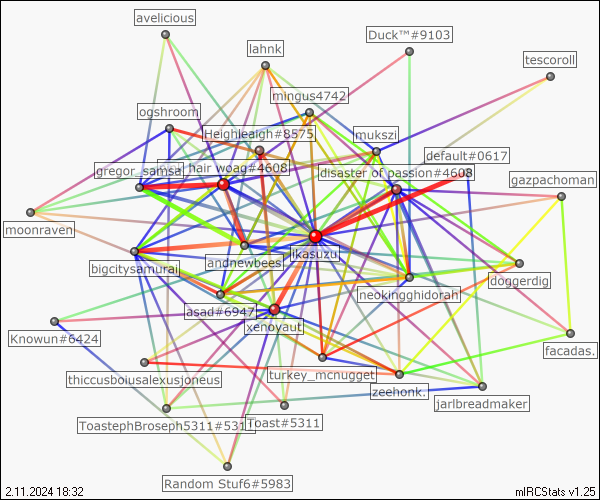 avelicious
Duck™#9103
lahnk
tescoroll
mingus4742
ogshroom
Heighleaigh#8575
mukszi
default#0617
gregor_samsa
hair woag#4608
disaster of passion#4608
gazpachoman
moonraven
ikasuzu
andnewbees
bigcitysamurai
doggerdig
neokingghidorah
asad#6947
xenoyaut
Knowun#6424
facadas.
turkey_mcnugget
thiccusboiusalexusjoneus
zeehonk.
jarlbreadmaker
ToastephBroseph5311#531
Toast#5311
Random Stuf6#5983
2.11.2024 18:32
mIRCStats v1.25